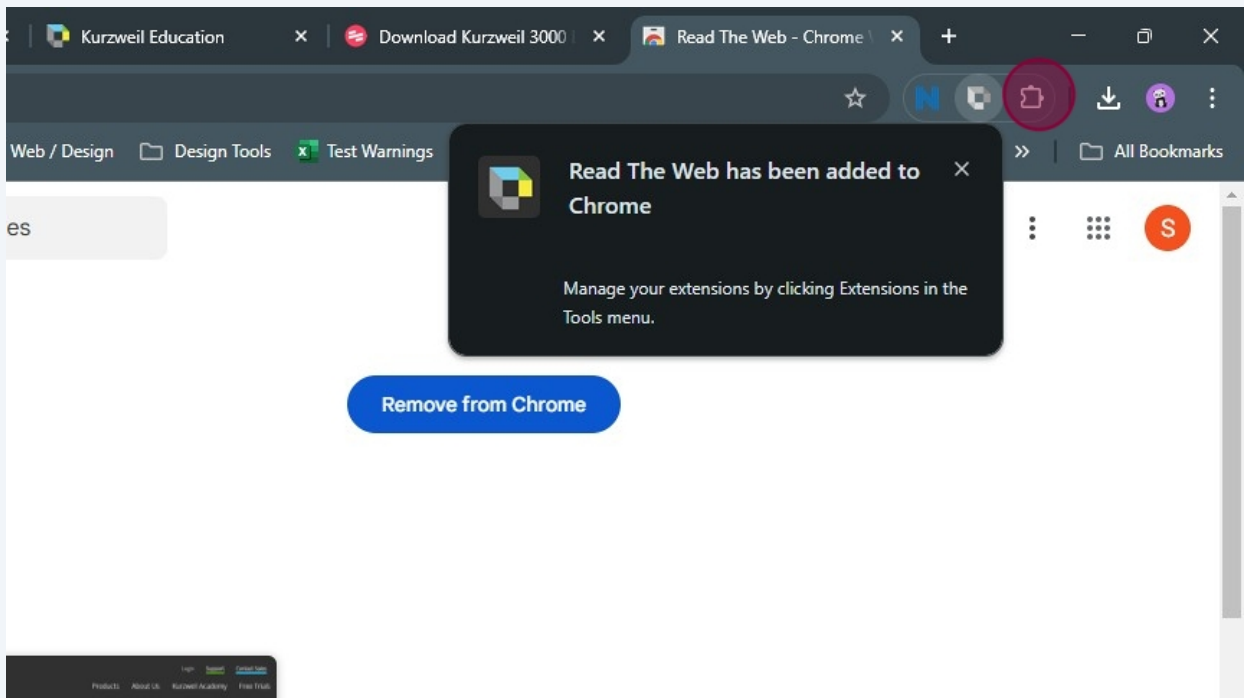 Kurzweil Education
Download Kurzweil 3000
Read The Web - Chrome
Web / Design
Design Tools
Test Warnings
All Bookmarks
Read The Web has been added to
Chrome
es
S
Manage your extensions by clicking Extensions in the
Tools menu.
Remove from Chrome
Login Support Contact Sales
Products About Us Kurzweil Academy Free Trials